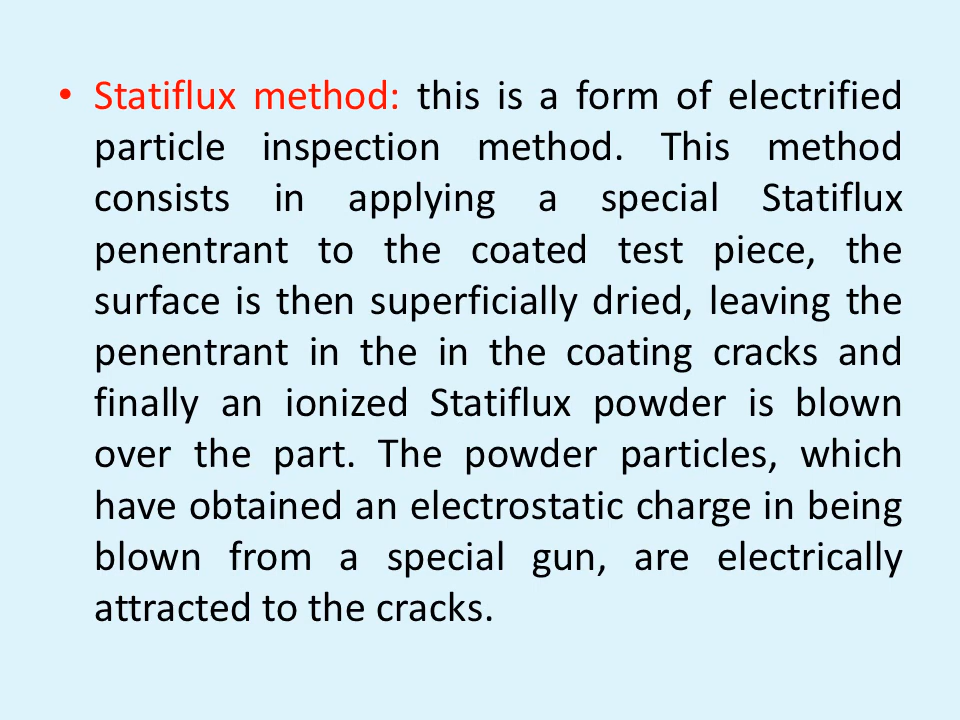 • Statiflux method: this is a form of electrified
particle inspection method. This method
consists in applying a special Statiflux
penentrant to the coated test piece, the
surface is then superficially dried, leaving the
penentrant in the in the coating cracks and
finally an ionized Statiflux powder is blown
over the part. The powder particles, which
have obtained an electrostatic charge in being
blown from a special gun, are electrically
attracted to the cracks.